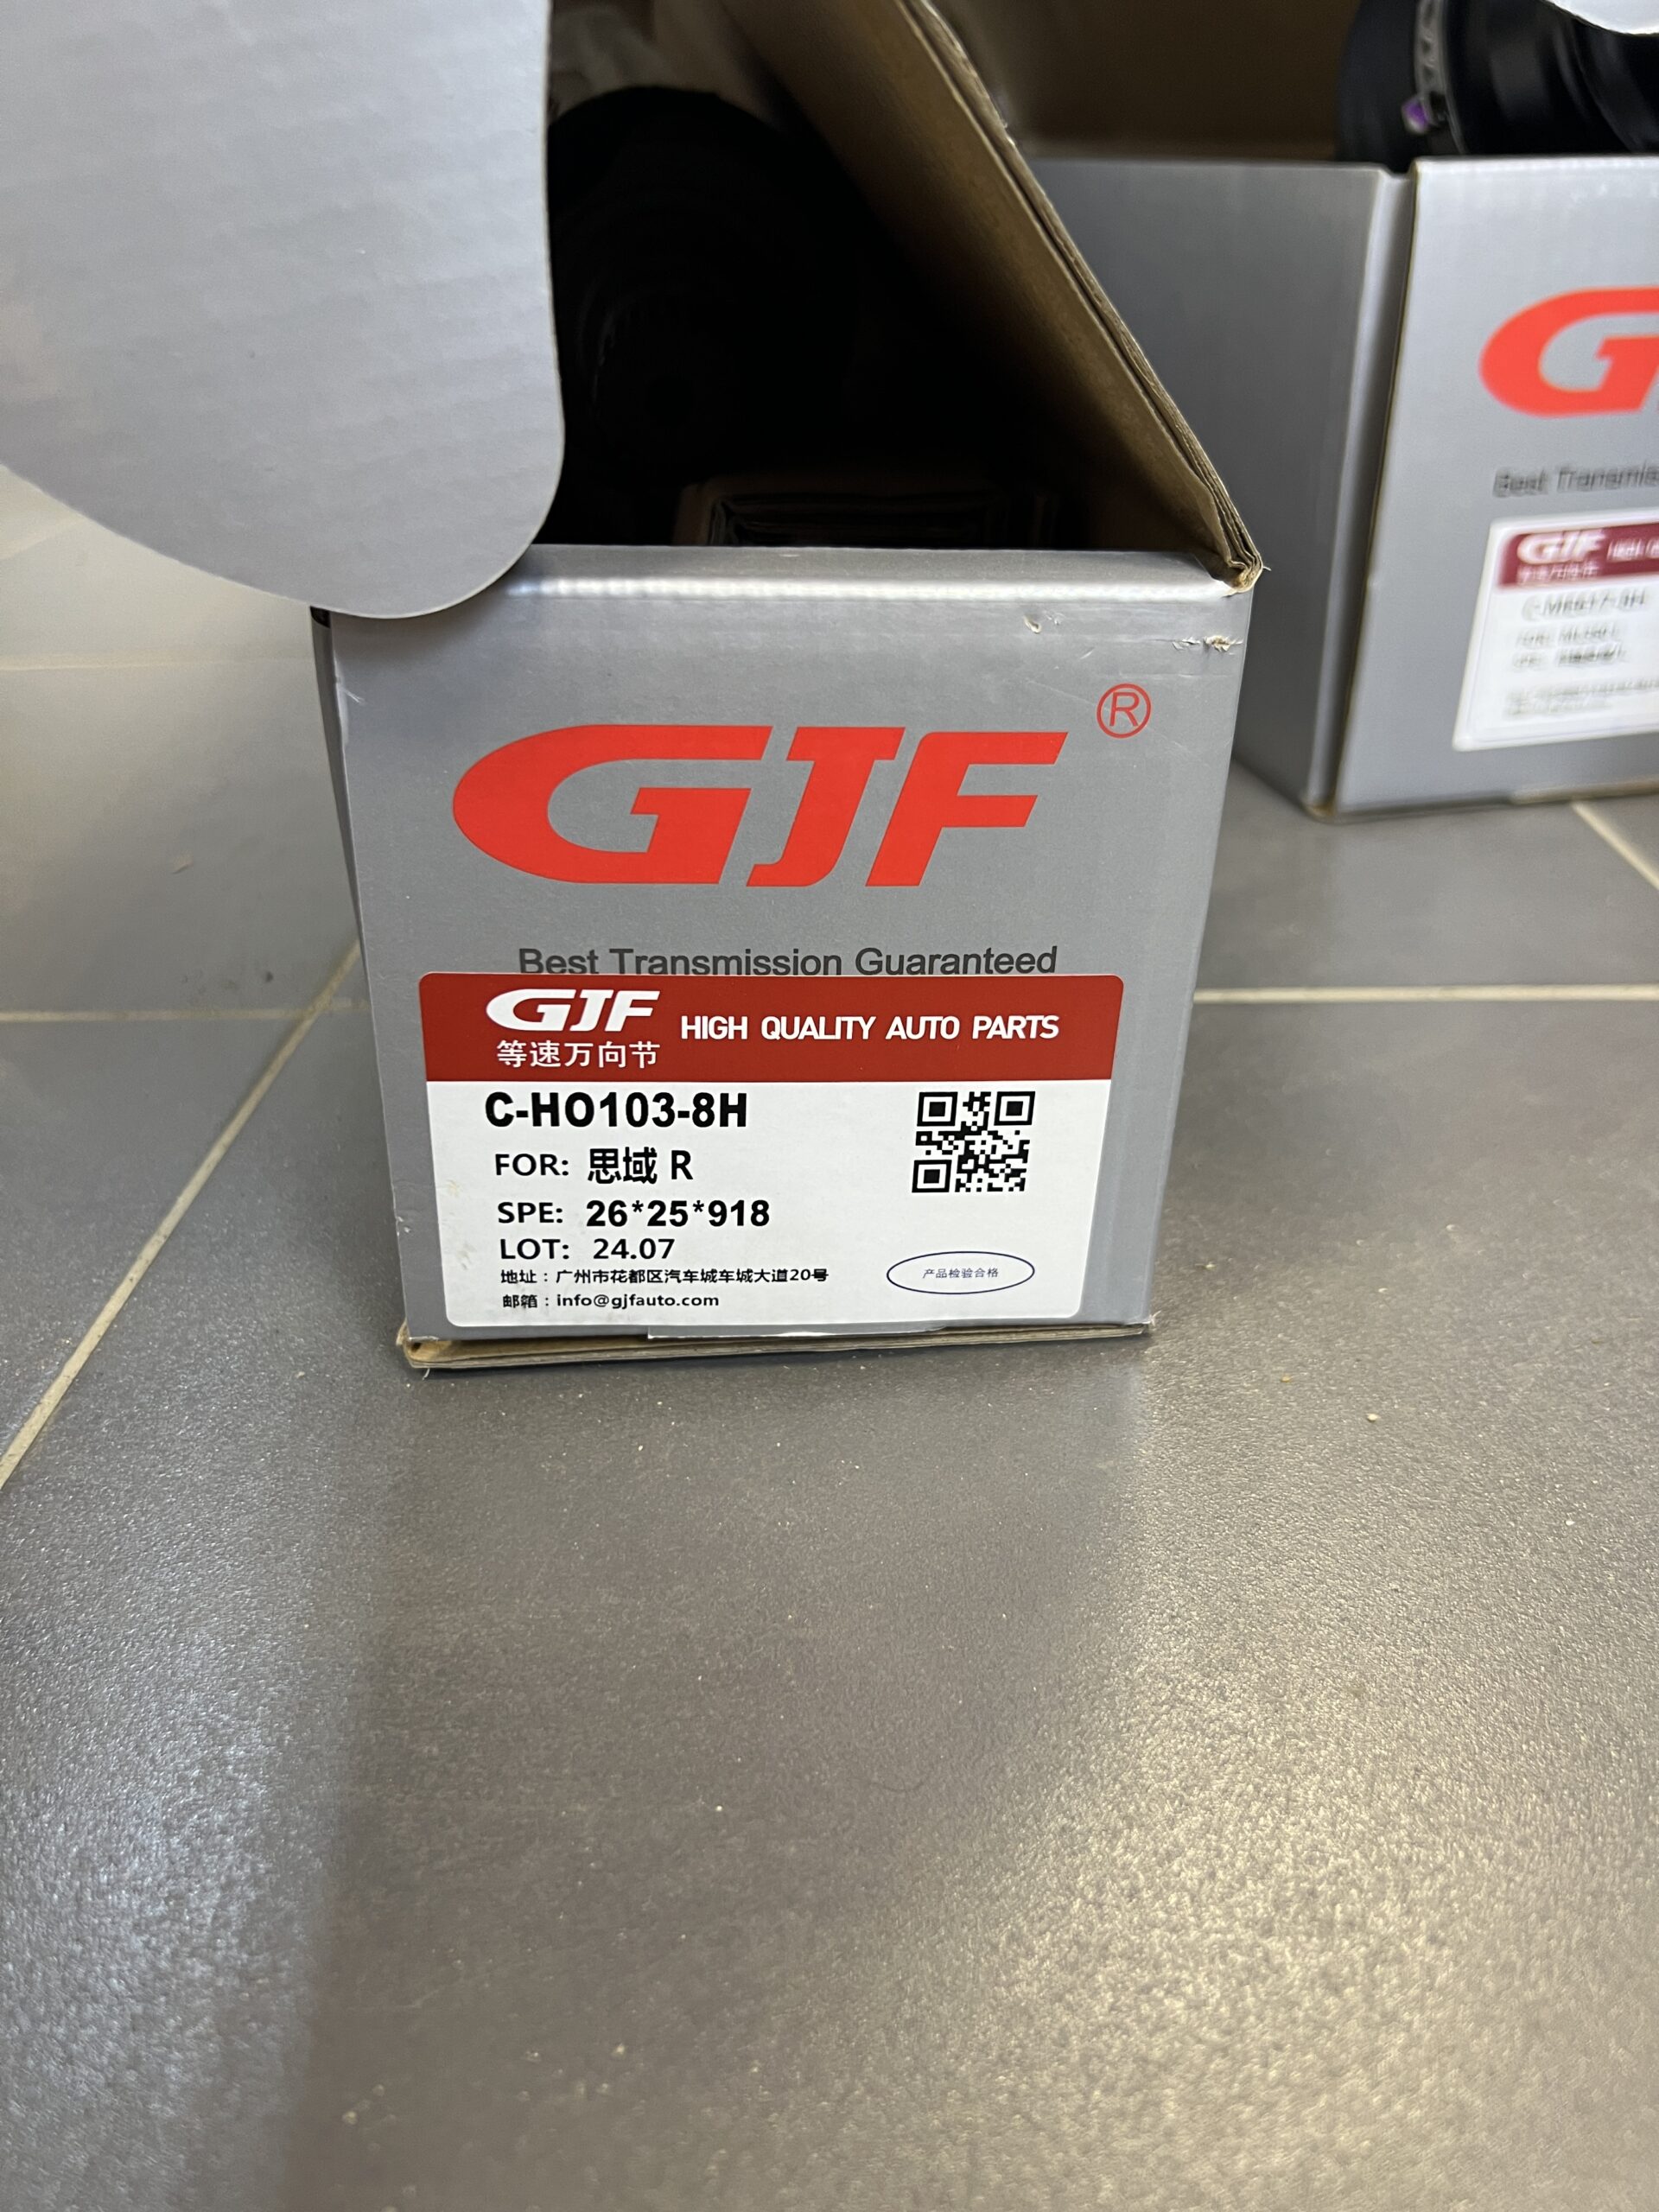 GJF®
Best Transmission Guaranteed
GJF HIGH QUALITY AUTO PARTS
等速万向节
C-HO103-8H
FOR: 思域 R
SPE: 26*25*918
LOT: 24.07
地址：广州市花都区汽车城车城大道20号
邮箱：info@gjfauto.com
产品检验合格
G
Best Transmis
GJF